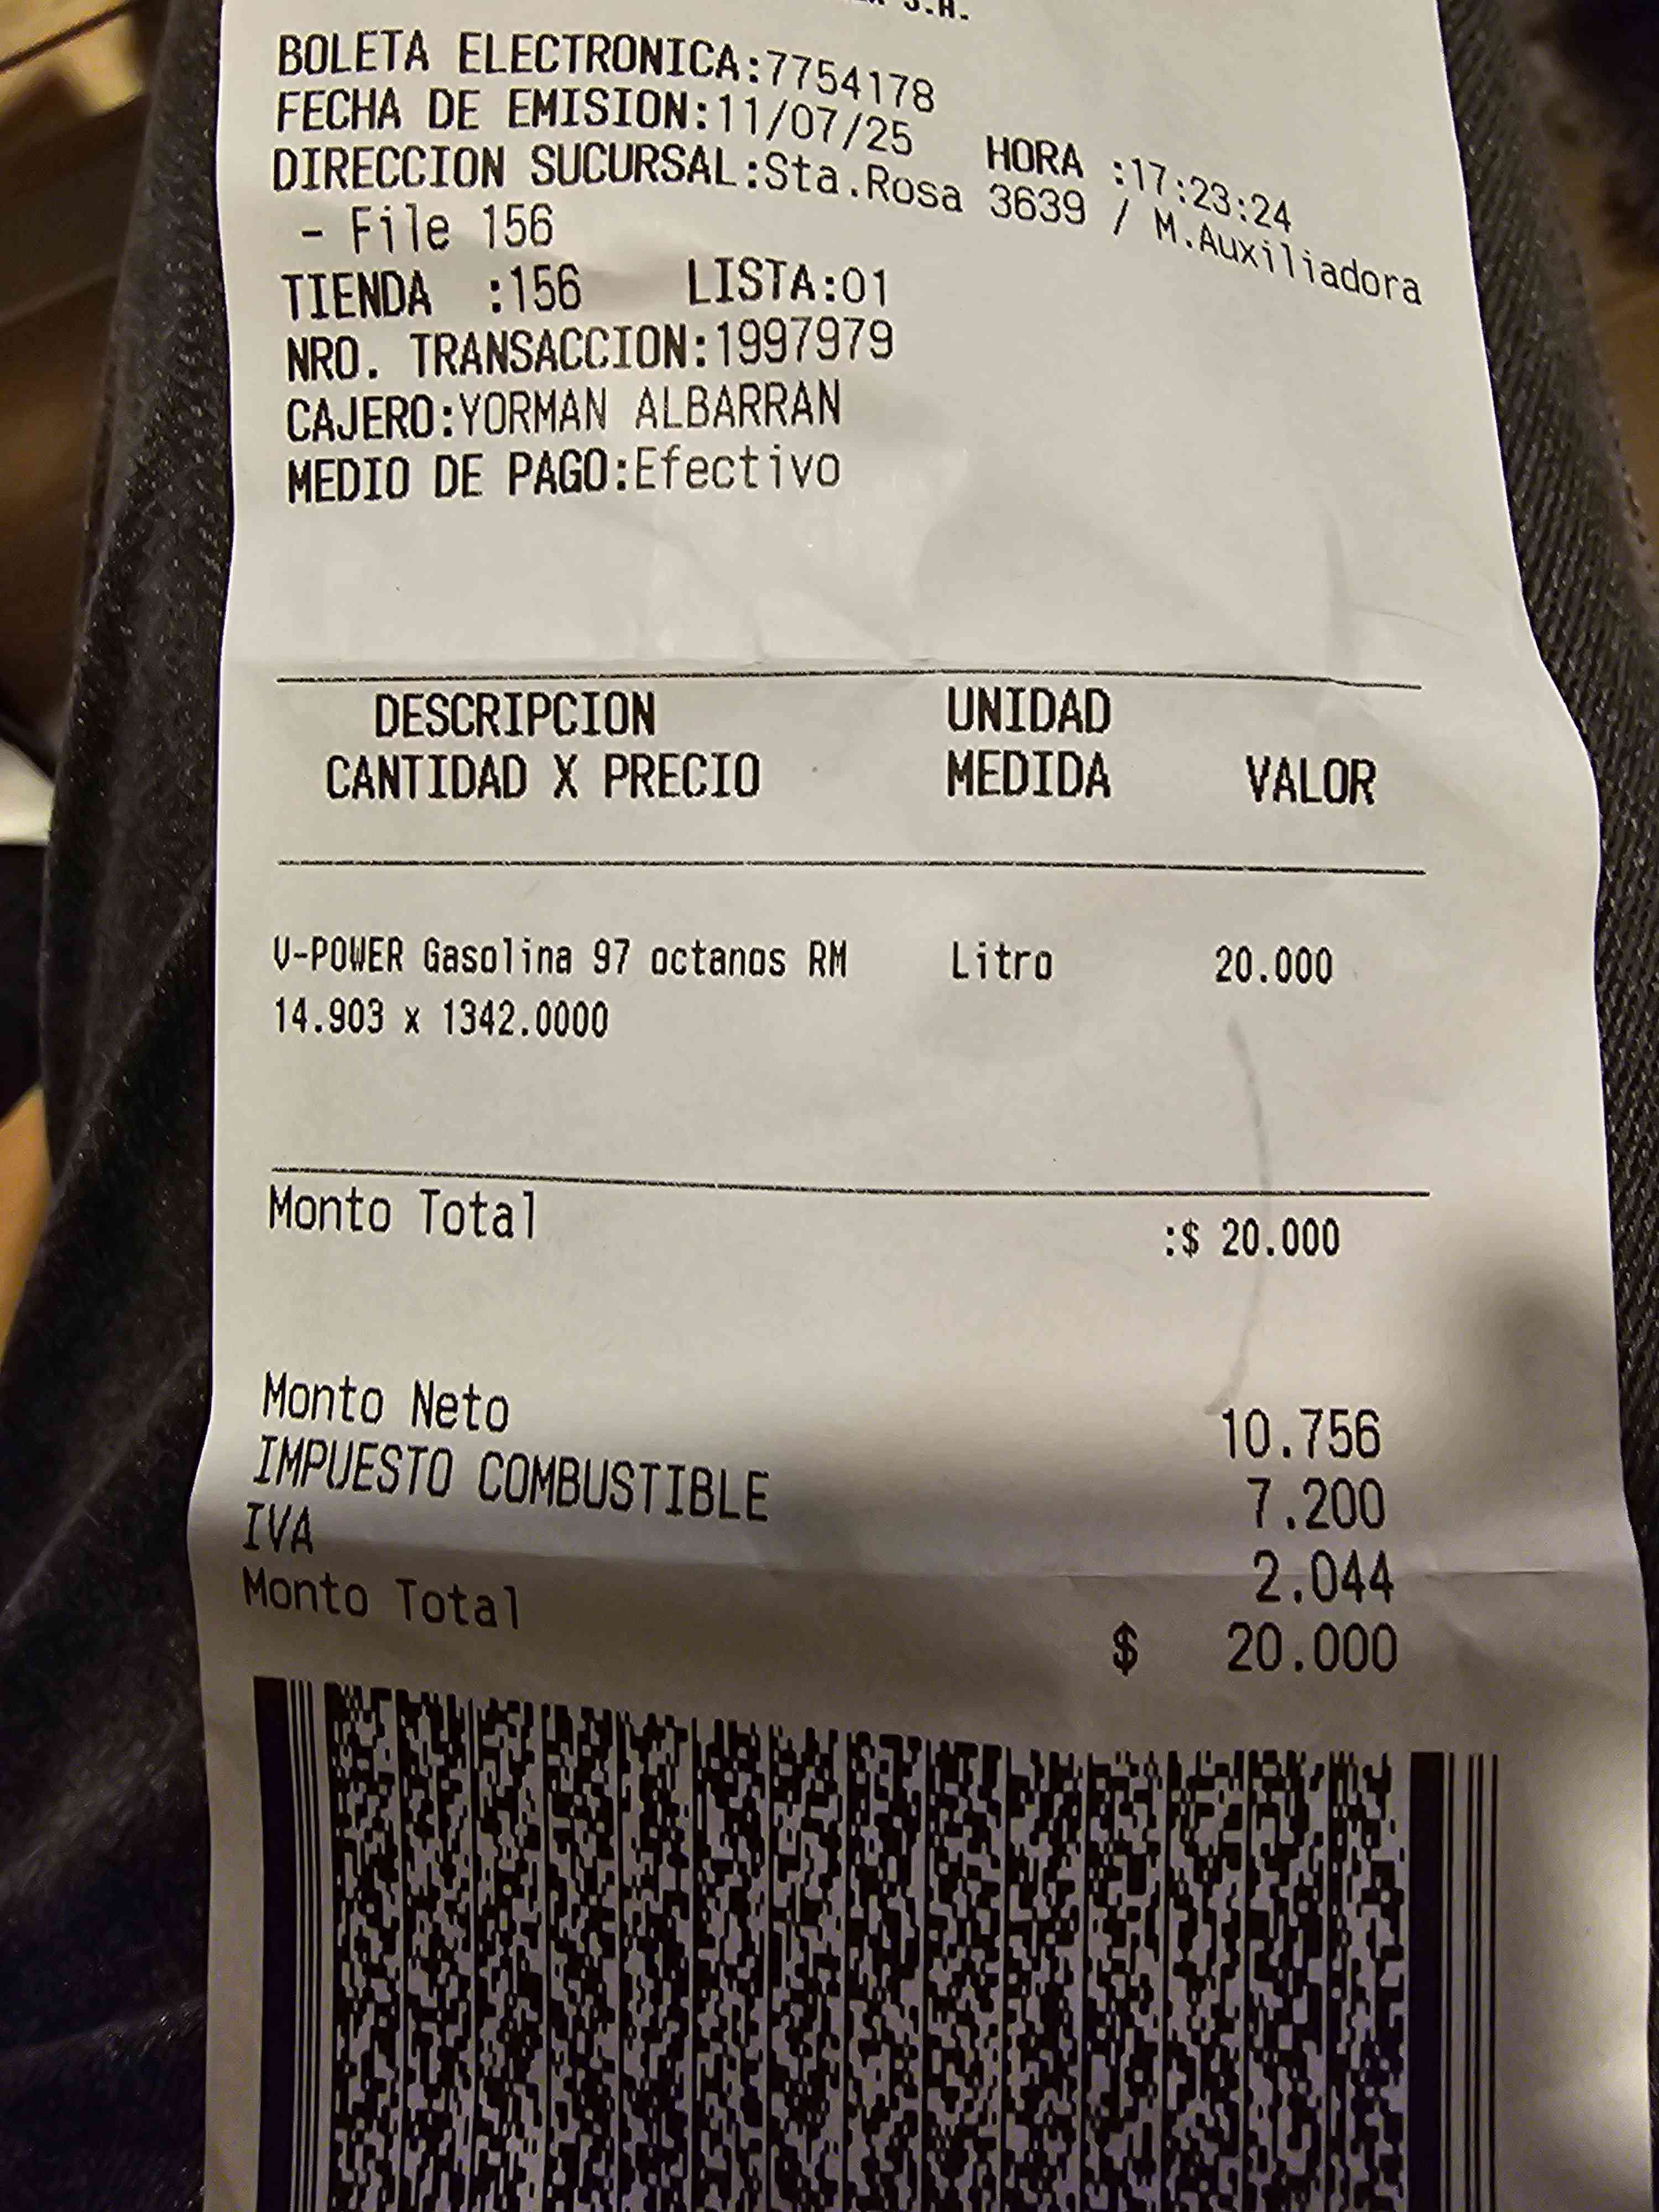 S.A.
BOLETA ELECTRONICA:7754178
FECHA DE EMISION:11/07/25 HORA :17:23:24
DIRECCION SUCURSAL:Sta.Rosa 3639 / M.Auxiliadora
- File 156
TIENDA :156 LISTA:01
NRO. TRANSACCION:1997979
CAJERO:YORMAN ALBARRAN
MEDIO DE PAGO:Efectivo
DESCRIPCION UNIDAD
CANTIDAD X PRECIO MEDIDA VALOR
V-POWER Gasolina 97 octanos RM Litro 20.000
14.903 x 1342.0000
Monto Total :$ 20.000
Monto Neto 10.756
IMPUESTO COMBUSTIBLE 7.200
IVA 2.044
Monto Total $ 20.000